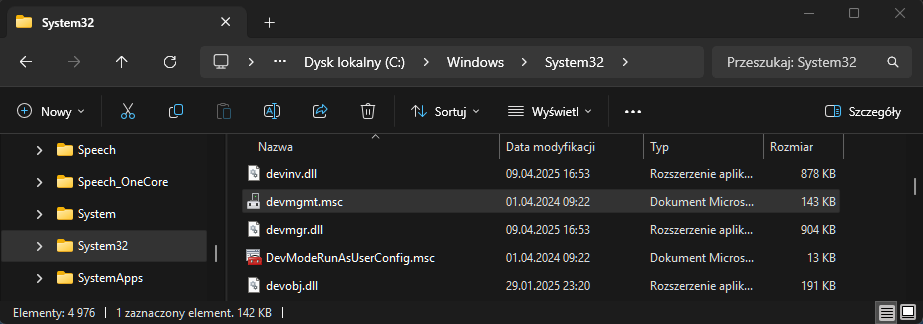 System32
Dysk lokalny (C:) Windows System32 Przeszukaj: System32
Nowy Sortuj Wyświetl Szczegóły
Speech
Speech_OneCore
System
System32
SystemApps
Nazwa Data modyfikacji Typ Rozmiar
devinv.dll 09.04.2025 16:53 Rozszerzenie aplik... 878 KB
devmgmt.msc 01.04.2024 09:22 Dokument Micros... 143 KB
devmgr.dll 09.04.2025 16:53 Rozszerzenie aplik... 904 KB
DevModeRunAsUserConfig.msc 01.04.2024 09:22 Dokument Micros... 13 KB
devobj.dll 29.01.2025 23:20 Rozszerzenie aplik... 191 KB
Elementy: 4 976 1 zaznaczony element. 142 KB